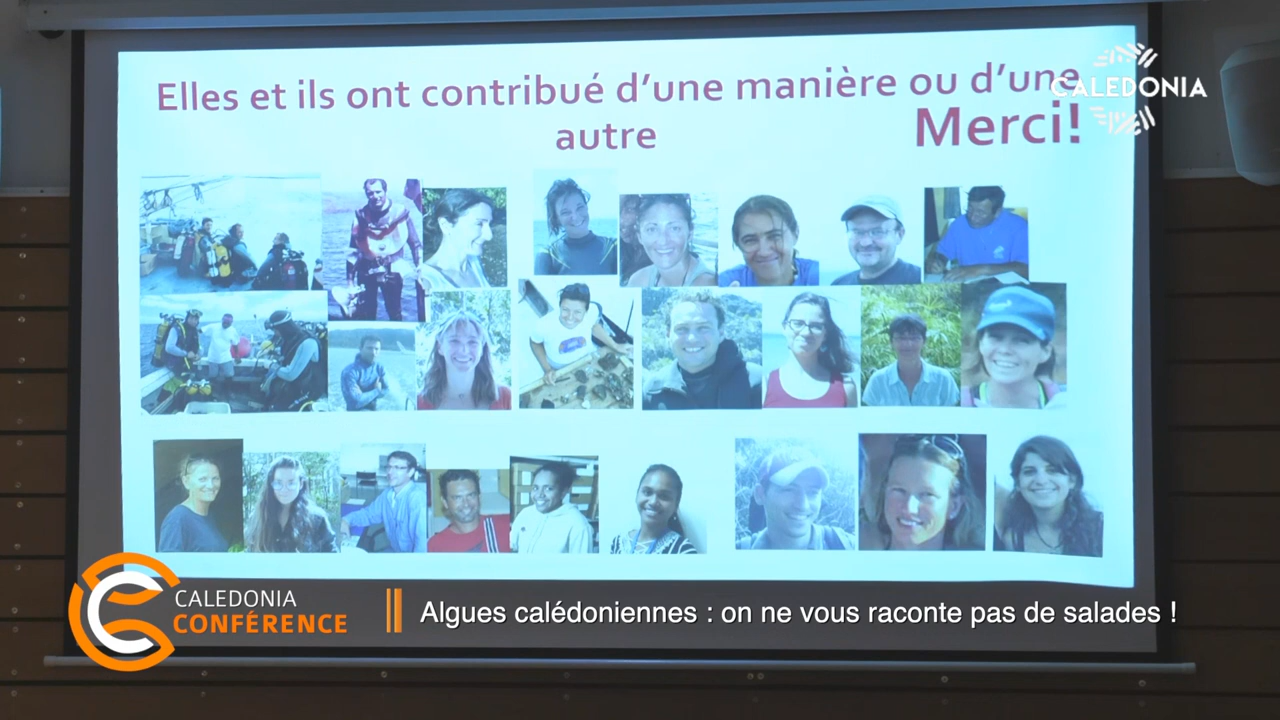 Elles et ils ont contribué d'une manière ou d'une
autre
Merci!
CALEDONIA
CALEDONIA
CONFÉRENCE
Algues calédoniennes : on ne vous raconte pas de salades !